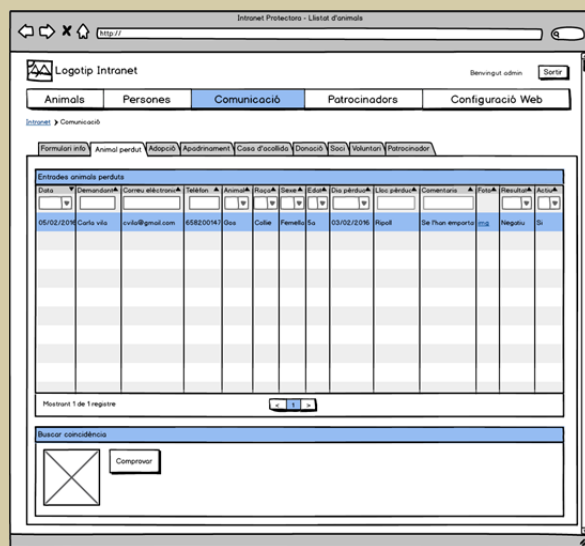 Intranet Protectora - Llistat d'animals
http://
Logotip Intranet
Benvingut admin
Sortir
Animals Persones Comunicació Patrocinadors Configuració Web
Intranet > Comunicació
Formulari info Animal perdut Adopció Apadrinament Casa d'acollida Donació Soci Voluntari Patrocinador
Entrades animals perduts
Data Demandant Correu elèctronic Telèfon Animal Raça Sexe Edat Dia pèrdua Lloc pèrdua Comentaris Foto Resultat Actiu
05/02/2016 Carla vila cvila@gmail.com 658200147 Gos Collie Femella 5a 03/02/2016 Ripoll Se l'han emporta img Negatiu Si
Mostrant 1 de 1 registre
< 1 >
Buscar coincidència
Comprovar